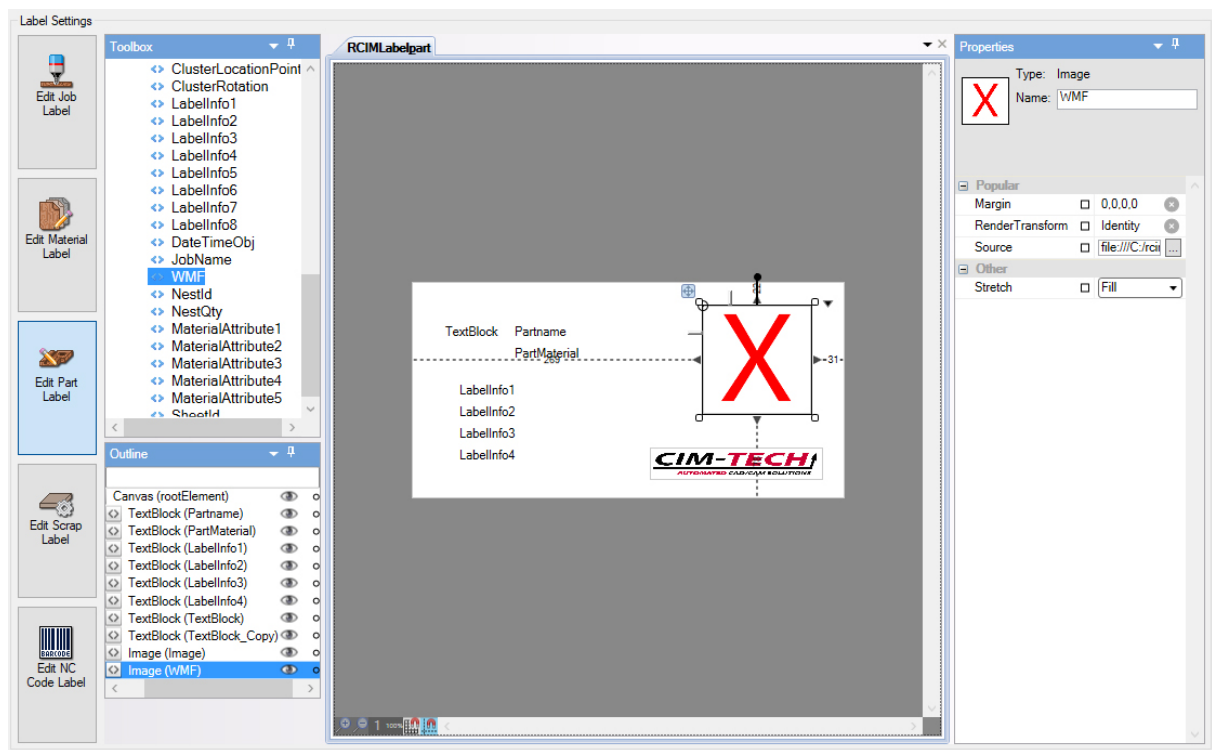 Label Settings
Edit Job
Label
Edit Material
Label
Edit Part
Label
Edit Scrap
Label
BARCODE
Edit NC
Code Label
Toolbox
ClusterLocationPoint
ClusterRotation
LabelInfo1
LabelInfo2
LabelInfo3
LabelInfo4
LabelInfo5
LabelInfo6
LabelInfo7
LabelInfo8
DateTimeObj
JobName
WMF
NestId
NestQty
MaterialAttribute1
MaterialAttribute2
MaterialAttribute3
MaterialAttribute4
MaterialAttribute5
SheetId
Outline
Canvas (rootElement)
TextBlock (Partname)
TextBlock (PartMaterial)
TextBlock (LabelInfo1)
TextBlock (LabelInfo2)
TextBlock (LabelInfo3)
TextBlock (LabelInfo4)
TextBlock (TextBlock)
TextBlock (TextBlock_Copy)
Image (Image)
Image (WMF)
RCIMLabelpart
TextBlock Partname
PartMaterial
269
31
X
LabelInfo1
LabelInfo2
LabelInfo3
LabelInfo4
CIM-TECH
AUTOMATED CAD/CAM SOLUTIONS
1 100%
Properties
X
Type: Image
Name: WMF
Popular
Margin 0,0,0,0
RenderTransform Identity
Source file:///C:/rcii ...
Other
Stretch Fill